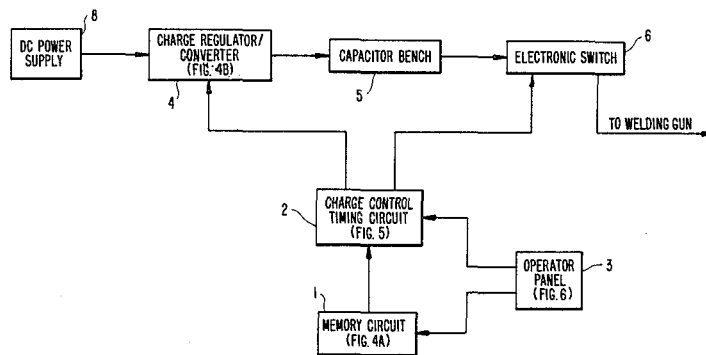 8
DC POWER
SUPPLY
CHARGE REGULATOR/
CONVERTER
(FIG. 4B)
4
CAPACITOR BENCH
5
6
ELECTRONIC SWITCH
TO WELDING GUN
2
CHARGE CONTROL
TIMING CIRCUIT
(FIG. 5)
OPERATOR
PANEL
(FIG. 6)
3
1
MEMORY CIRCUIT
(FIG. 4A)